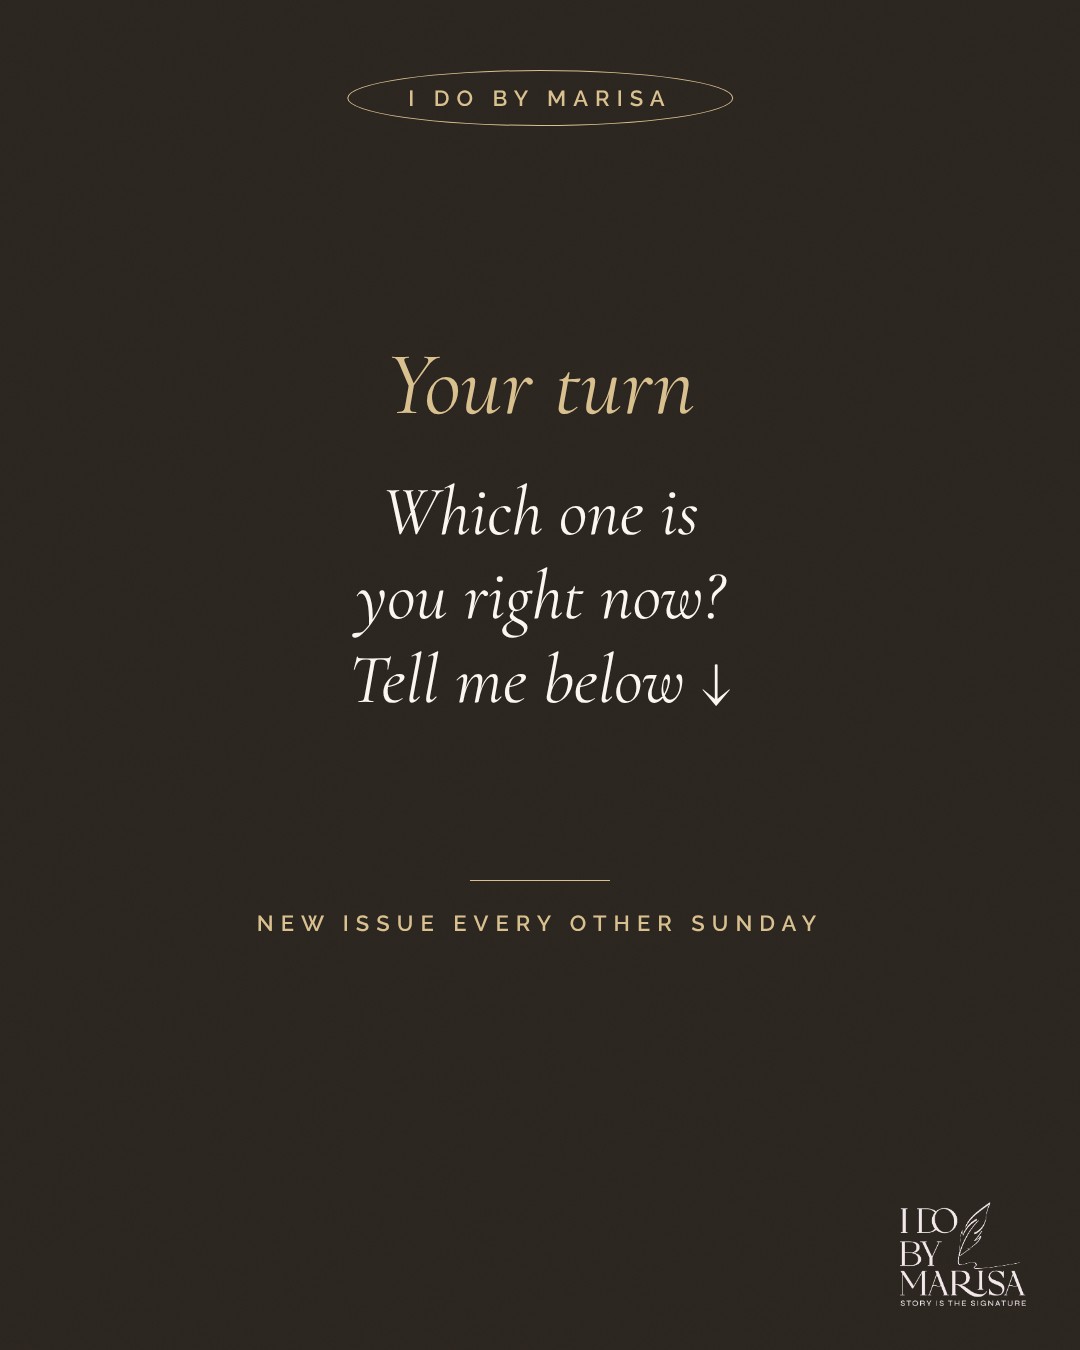 I DO BY MARISA
Your turn
Which one is
you right now?
Tell me below ↓
NEW ISSUE EVERY OTHER SUNDAY
I DO
BY
MARISA
STORY IS THE SIGNATURE